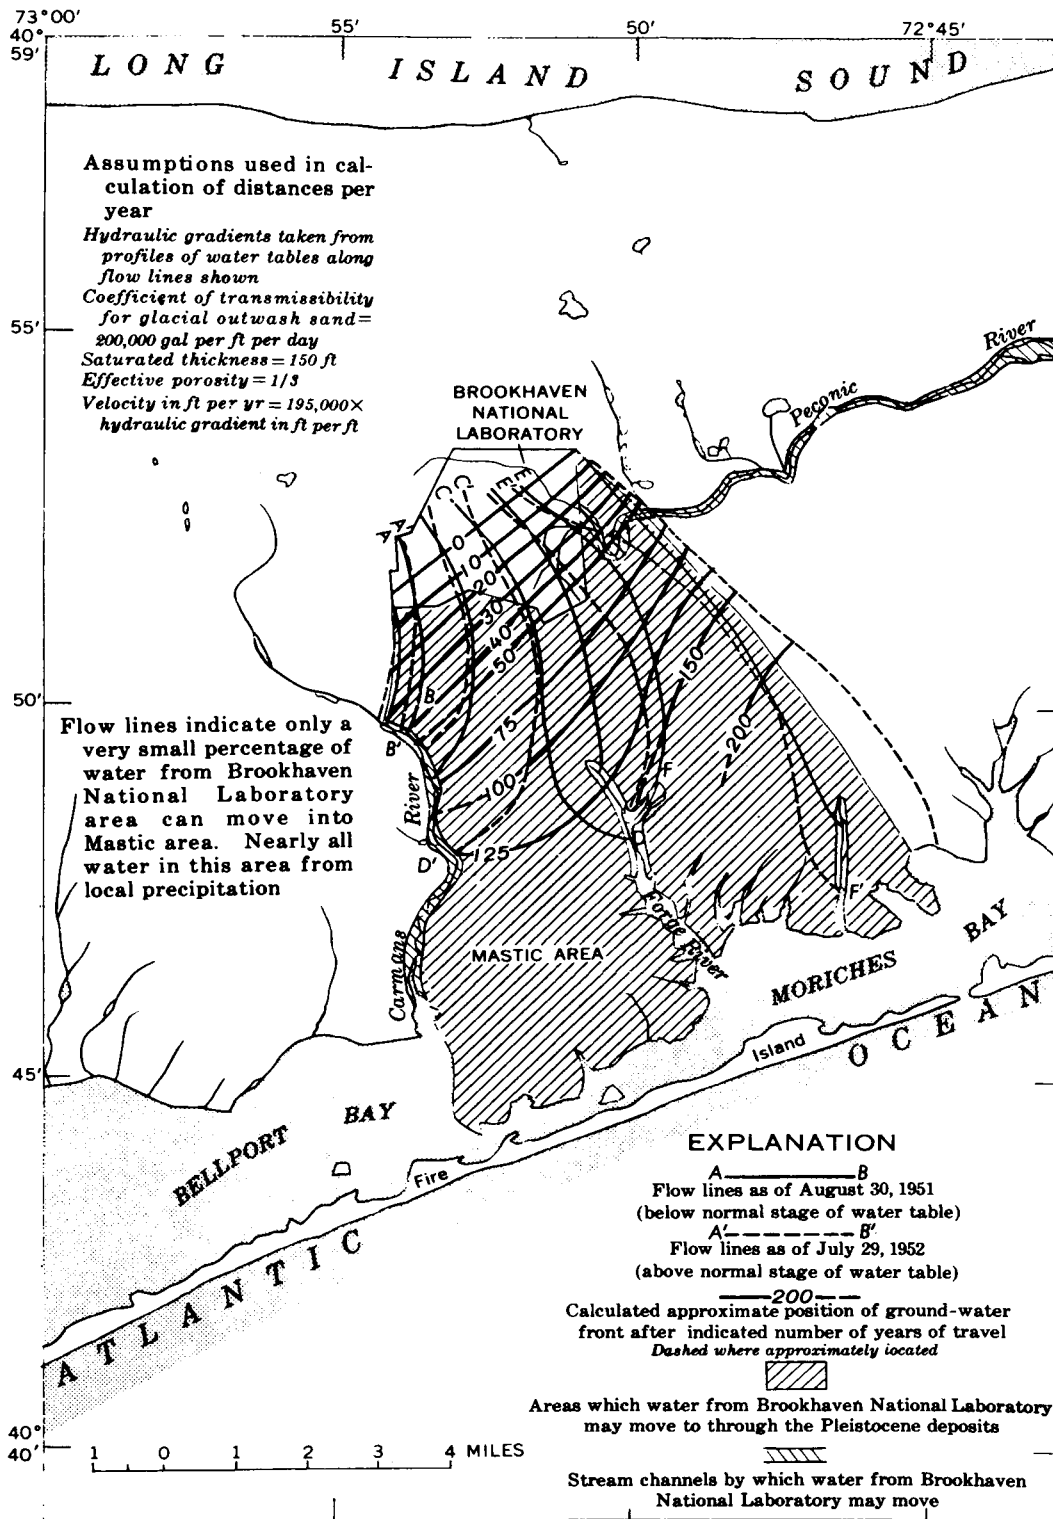 73°00'
55'
50'
72°45'
40°
59'
LONG ISLAND SOUND
Assumptions used in cal-
culation of distances per
year
Hydraulic gradients taken from
profiles of water tables along
flow lines shown
Coefficient of transmissibility
for glacial outwash sand=
200,000 gal per ft per day
Saturated thickness=150 ft
Effective porosity=1/3
Velocity in ft per yr=195,000×
hydraulic gradient in ft per ft
55'
River
Peconic
BROOKHAVEN
NATIONAL
LABORATORY
A
A'
C
C'
E
E'
0
10
20
30
40
50
75
100
125
150
200
50'
B
B'
Flow lines indicate only a
very small percentage of
water from Brookhaven
National Laboratory
area can move into
Mastic area. Nearly all
water in this area from
local precipitation
River
Carmans
D'
D
F
F'
Forge River
MASTIC AREA
MORICHES BAY
45'
BELLPORT BAY
Fire Island
ATLANTIC OCEAN
EXPLANATION
A B
Flow lines as of August 30, 1951
(below normal stage of water table)
A' B'
Flow lines as of July 29, 1952
(above normal stage of water table)
200
Calculated approximate position of ground-water
front after indicated number of years of travel
Dashed where approximately located
Areas which water from Brookhaven National Laboratory
may move to through the Pleistocene deposits
Stream channels by which water from Brookhaven
National Laboratory may move
40°
40'
1 0 1 2 3 4 MILES